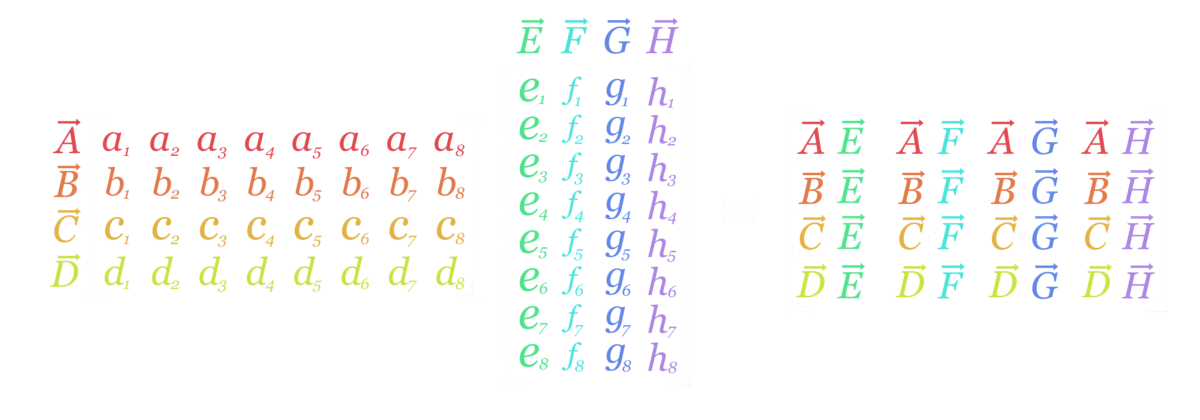 E⃗ F⃗ G⃗ H⃗
e₁ f₁ g₁ h₁
e₂ f₂ g₂ h₂
e₃ f₃ g₃ h₃
e₄ f₄ g₄ h₄
e₅ f₅ g₅ h₅
e₆ f₆ g₆ h₆
e₇ f₇ g₇ h₇
e₈ f₈ g₈ h₈
A⃗ a₁ a₂ a₃ a₄ a₅ a₆ a₇ a₈
B⃗ b₁ b₂ b₃ b₄ b₅ b₆ b₇ b₈
C⃗ c₁ c₂ c₃ c₄ c₅ c₆ c₇ c₈
D⃗ d₁ d₂ d₃ d₄ d₅ d₆ d₇ d₈
A⃗ E⃗ A⃗ F⃗ A⃗ G⃗ A⃗ H⃗
B⃗ E⃗ B⃗ F⃗ B⃗ G⃗ B⃗ H⃗
C⃗ E⃗ C⃗ F⃗ C⃗ G⃗ C⃗ H⃗
D⃗ E⃗ D⃗ F⃗ D⃗ G⃗ D⃗ H⃗